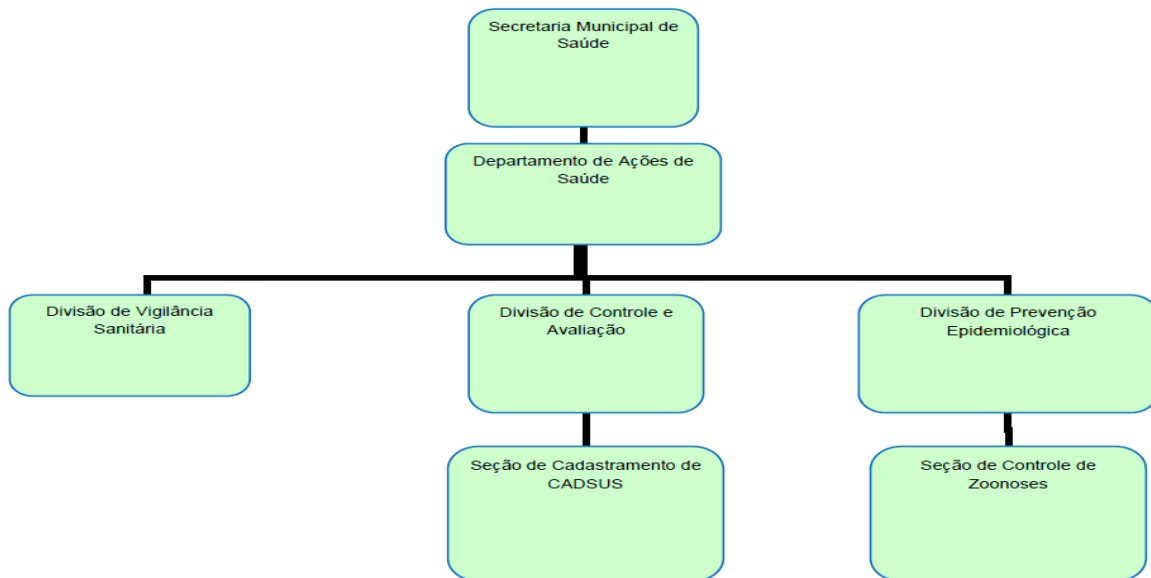 Secretaria Municipal de
Saúde
Departamento de Ações de
Saúde
Divisão de Vigilância
Sanitária
Divisão de Controle e
Avaliação
Divisão de Prevenção
Epidemiológica
Seção de Cadastramento de
CADSUS
Seção de Controle de
Zoonoses